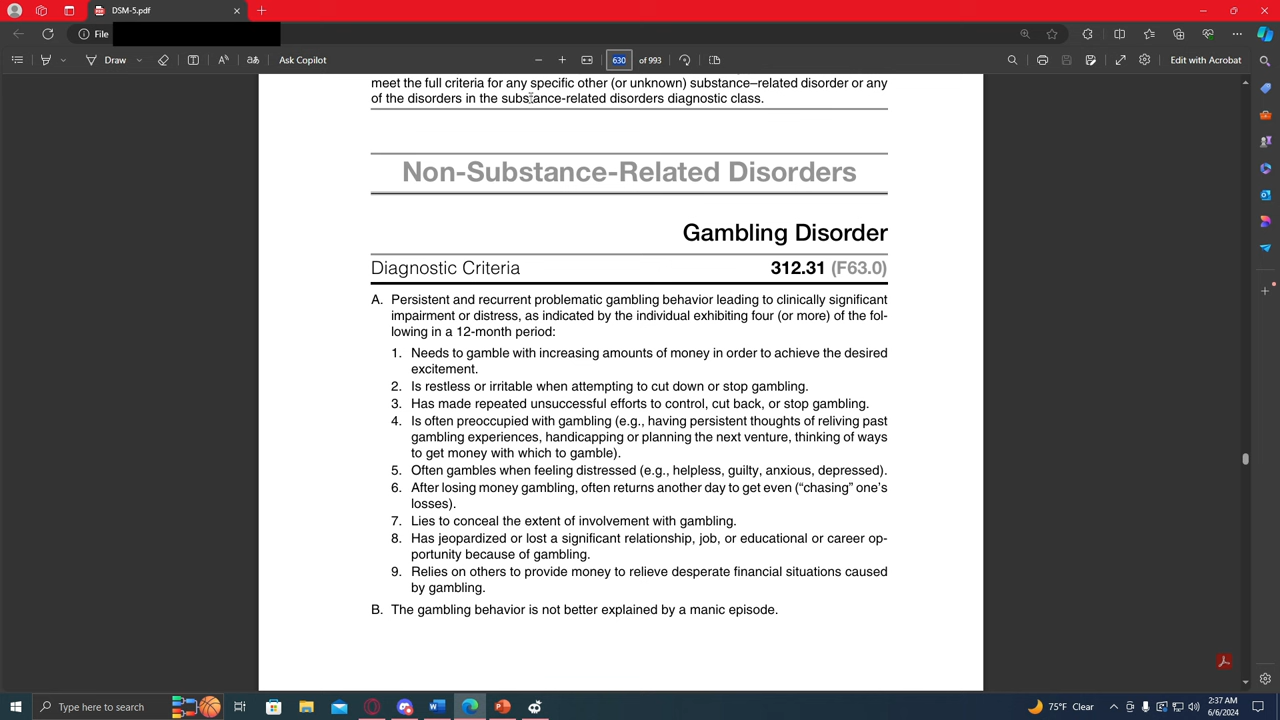 DSM-5.pdf
File
Draw
Ask Copilot
630 of 993
Edit with Acrobat
meet the full criteria for any specific other (or unknown) substance–related disorder or any
of the disorders in the substance-related disorders diagnostic class.
Non-Substance-Related Disorders
Gambling Disorder
Diagnostic Criteria 312.31 (F63.0)
A. Persistent and recurrent problematic gambling behavior leading to clinically significant
impairment or distress, as indicated by the individual exhibiting four (or more) of the fol-
lowing in a 12-month period:
1. Needs to gamble with increasing amounts of money in order to achieve the desired
excitement.
2. Is restless or irritable when attempting to cut down or stop gambling.
3. Has made repeated unsuccessful efforts to control, cut back, or stop gambling.
4. Is often preoccupied with gambling (e.g., having persistent thoughts of reliving past
gambling experiences, handicapping or planning the next venture, thinking of ways
to get money with which to gamble).
5. Often gambles when feeling distressed (e.g., helpless, guilty, anxious, depressed).
6. After losing money gambling, often returns another day to get even (“chasing” one’s
losses).
7. Lies to conceal the extent of involvement with gambling.
8. Has jeopardized or lost a significant relationship, job, or educational or career op-
portunity because of gambling.
9. Relies on others to provide money to relieve desperate financial situations caused
by gambling.
B. The gambling behavior is not better explained by a manic episode.
Type here to search
75°F Clear
2:37 AM
6/6/2024